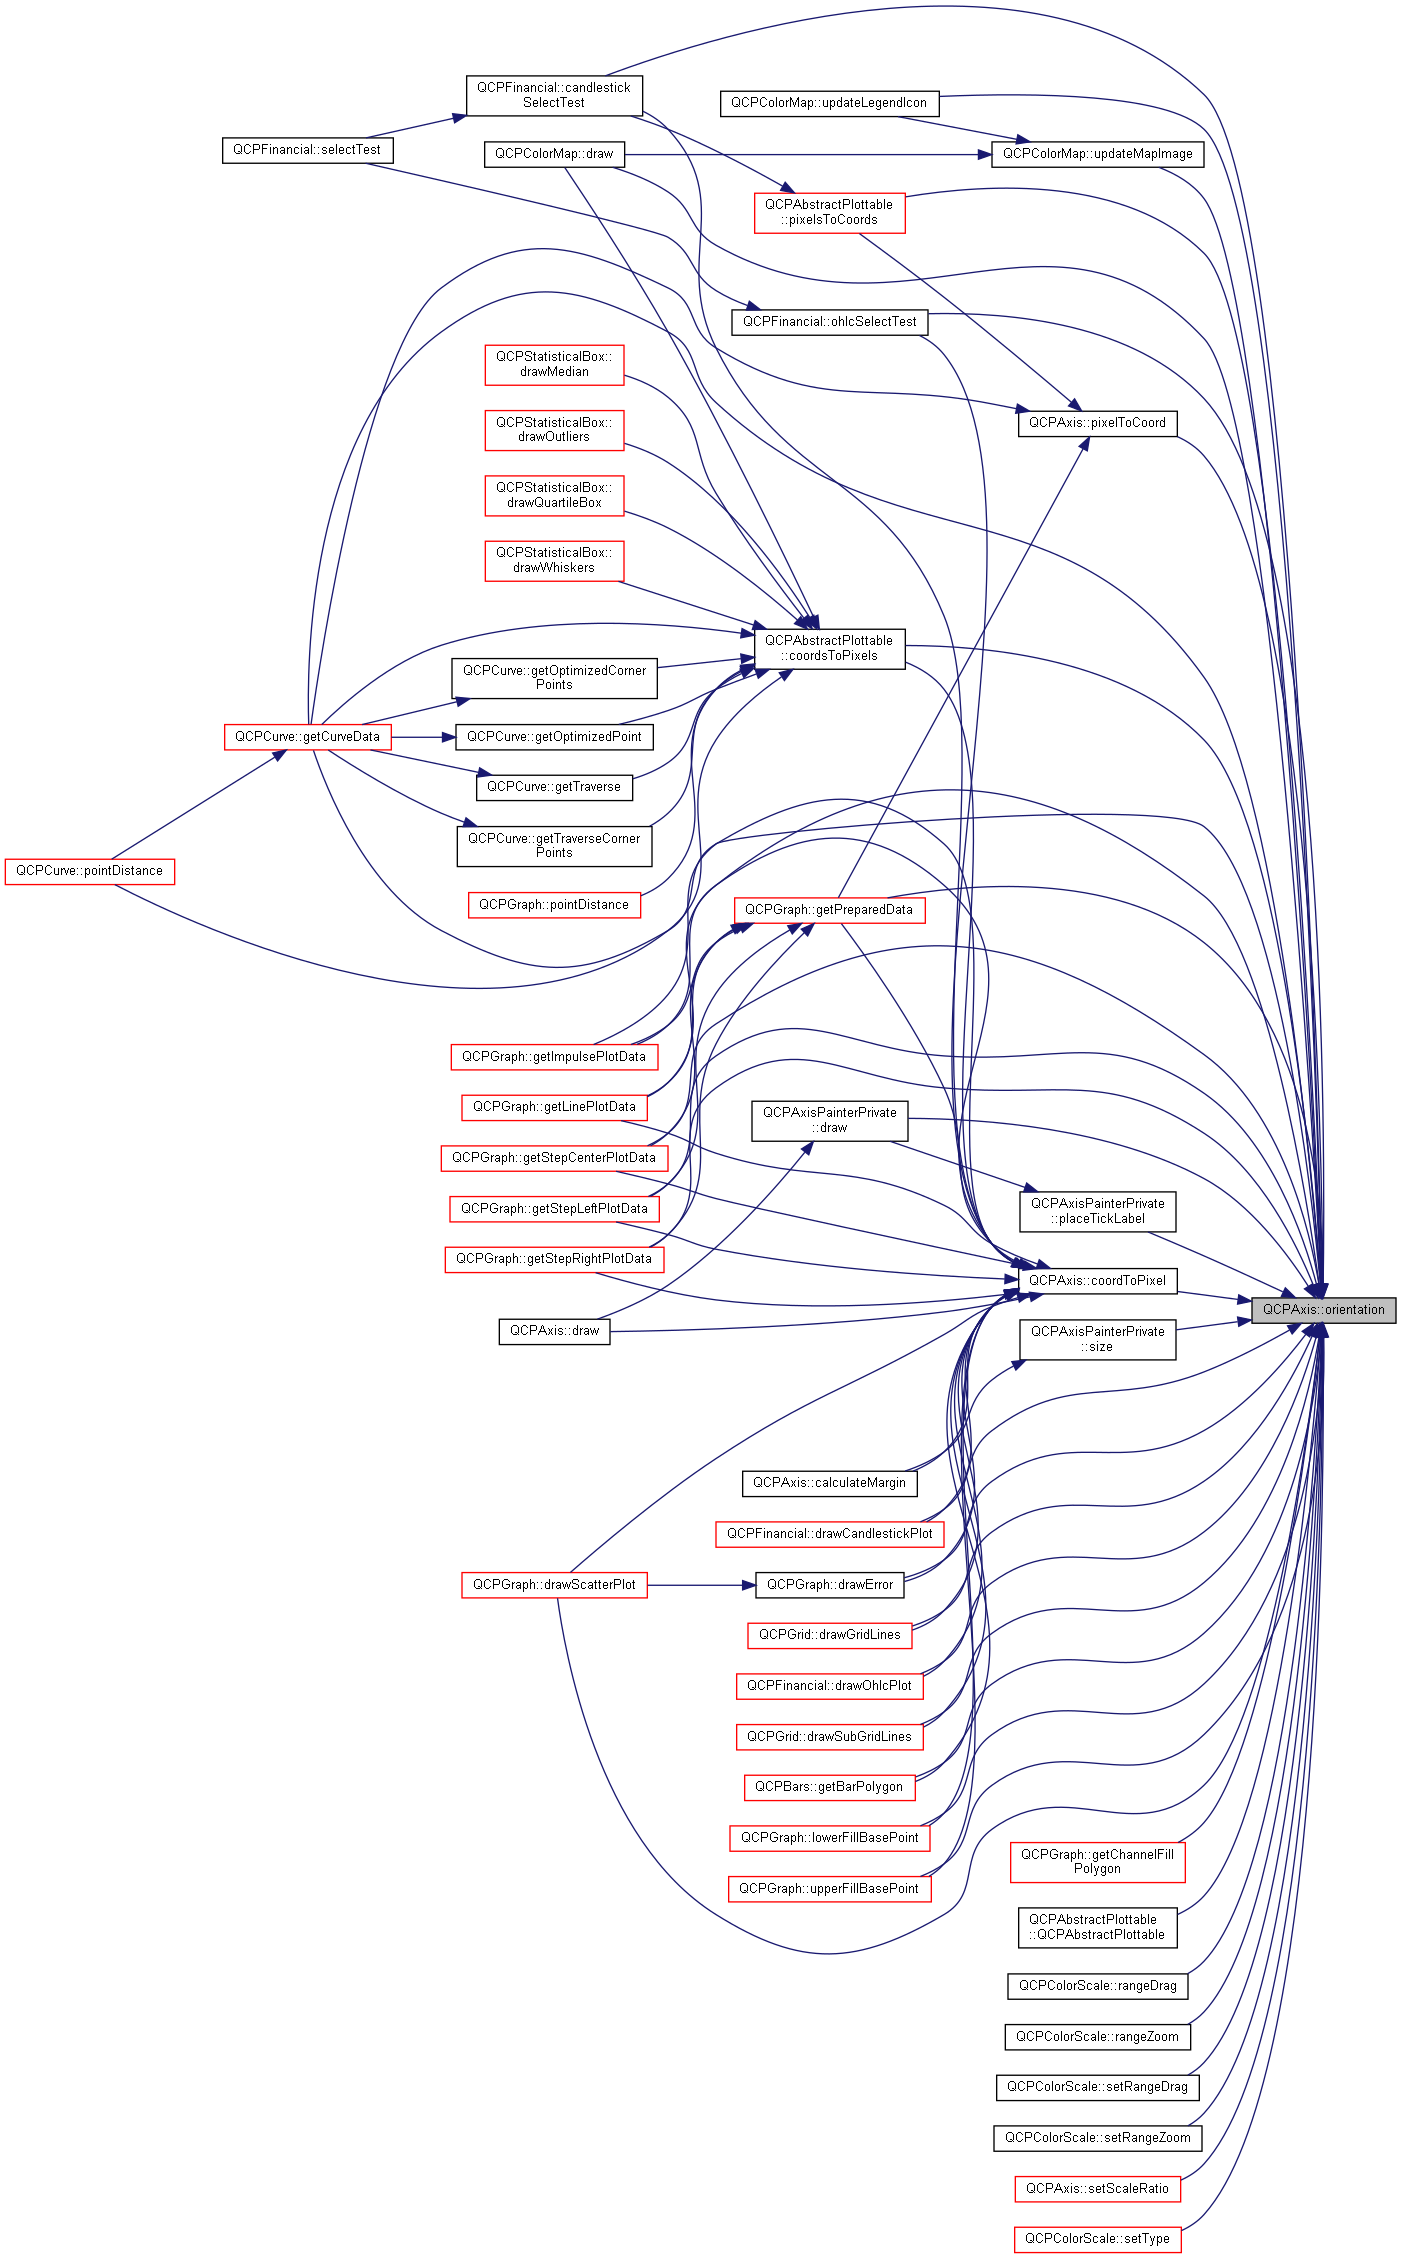 QCPFinancial::candlestick
SelectTest
QCPColorMap::updateLegendIcon
QCPFinancial::selectTest
QCPColorMap::draw
QCPColorMap::updateMapImage
QCPAbstractPlottable
::pixelsToCoords
QCPFinancial::ohlcSelectTest
QCPStatisticalBox::
drawMedian
QCPStatisticalBox::
drawOutliers
QCPAxis::pixelToCoord
QCPStatisticalBox::
drawQuartileBox
QCPStatisticalBox::
drawWhiskers
QCPAbstractPlottable
::coordsToPixels
QCPCurve::getOptimizedCorner
Points
QCPCurve::getCurveData
QCPCurve::getOptimizedPoint
QCPCurve::getTraverse
QCPCurve::getTraverseCorner
Points
QCPCurve::pointDistance
QCPGraph::pointDistance
QCPGraph::getPreparedData
QCPGraph::getImpulsePlotData
QCPGraph::getLinePlotData
QCPAxisPainterPrivate
::draw
QCPGraph::getStepCenterPlotData
QCPGraph::getStepLeftPlotData
QCPAxisPainterPrivate
::placeTickLabel
QCPGraph::getStepRightPlotData
QCPAxis::coordToPixel
QCPAxis::orientation
QCPAxis::draw
QCPAxisPainterPrivate
::size
QCPAxis::calculateMargin
QCPFinancial::drawCandlestickPlot
QCPGraph::drawScatterPlot
QCPGraph::drawError
QCPGrid::drawGridLines
QCPFinancial::drawOhlcPlot
QCPGrid::drawSubGridLines
QCPBars::getBarPolygon
QCPGraph::lowerFillBasePoint
QCPGraph::getChannelFill
Polygon
QCPGraph::upperFillBasePoint
QCPAbstractPlottable
::QCPAbstractPlottable
QCPColorScale::rangeDrag
QCPColorScale::rangeZoom
QCPColorScale::setRangeDrag
QCPColorScale::setRangeZoom
QCPAxis::setScaleRatio
QCPColorScale::setType